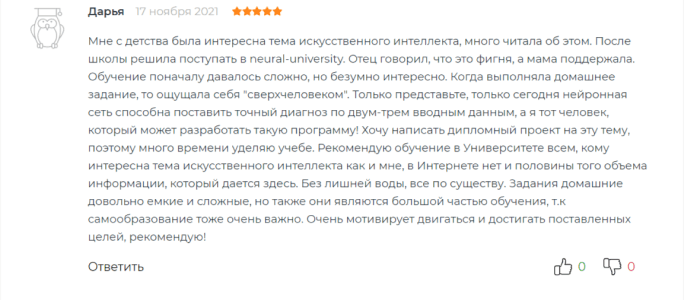 Дарья 17 ноября 2021
Мне с детства была интересна тема искусственного интеллекта, много читала об этом. После
школы решила поступать в neural-university. Отец говорил, что это фигня, а мама поддержала.
Обучение поначалу давалось сложно, но безумно интересно. Когда выполняла домашнее
задание, то ощущала себя "сверхчеловеком". Только представьте, только сегодня нейронная
сеть способна поставить точный диагноз по двум-трем вводным данным, а я тот человек,
который может разработать такую программу! Хочу написать дипломный проект на эту тему,
поэтому много времени уделяю учебе. Рекомендую обучение в Университете всем, кому
интересна тема искусственного интеллекта как и мне, в Интернете нет и половины того объема
информации, который дается здесь. Без лишней воды, все по существу. Задания домашние
довольно емкие и сложные, но также они являются большой частью обучения, т.к
самообразование тоже очень важно. Очень мотивирует двигаться и достигать поставленных
целей, рекомендую!
Ответить 0 0